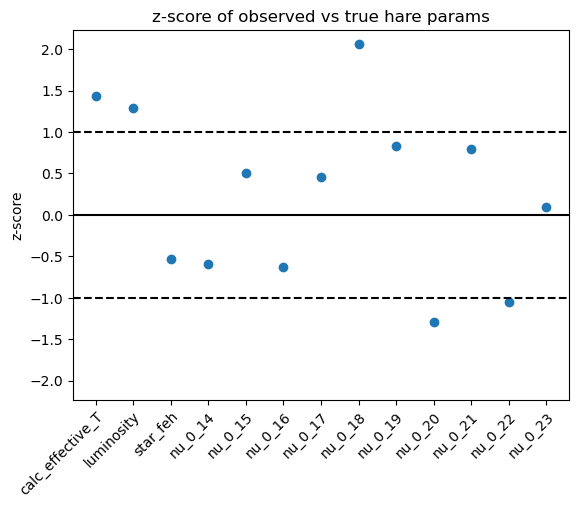 z-score of observed vs true hare params
z-score
2.0
1.5
1.0
0.5
0.0
−0.5
−1.0
−1.5
−2.0
calc_effective_T
luminosity
star_feh
nu_0_14
nu_0_15
nu_0_16
nu_0_17
nu_0_18
nu_0_19
nu_0_20
nu_0_21
nu_0_22
nu_0_23